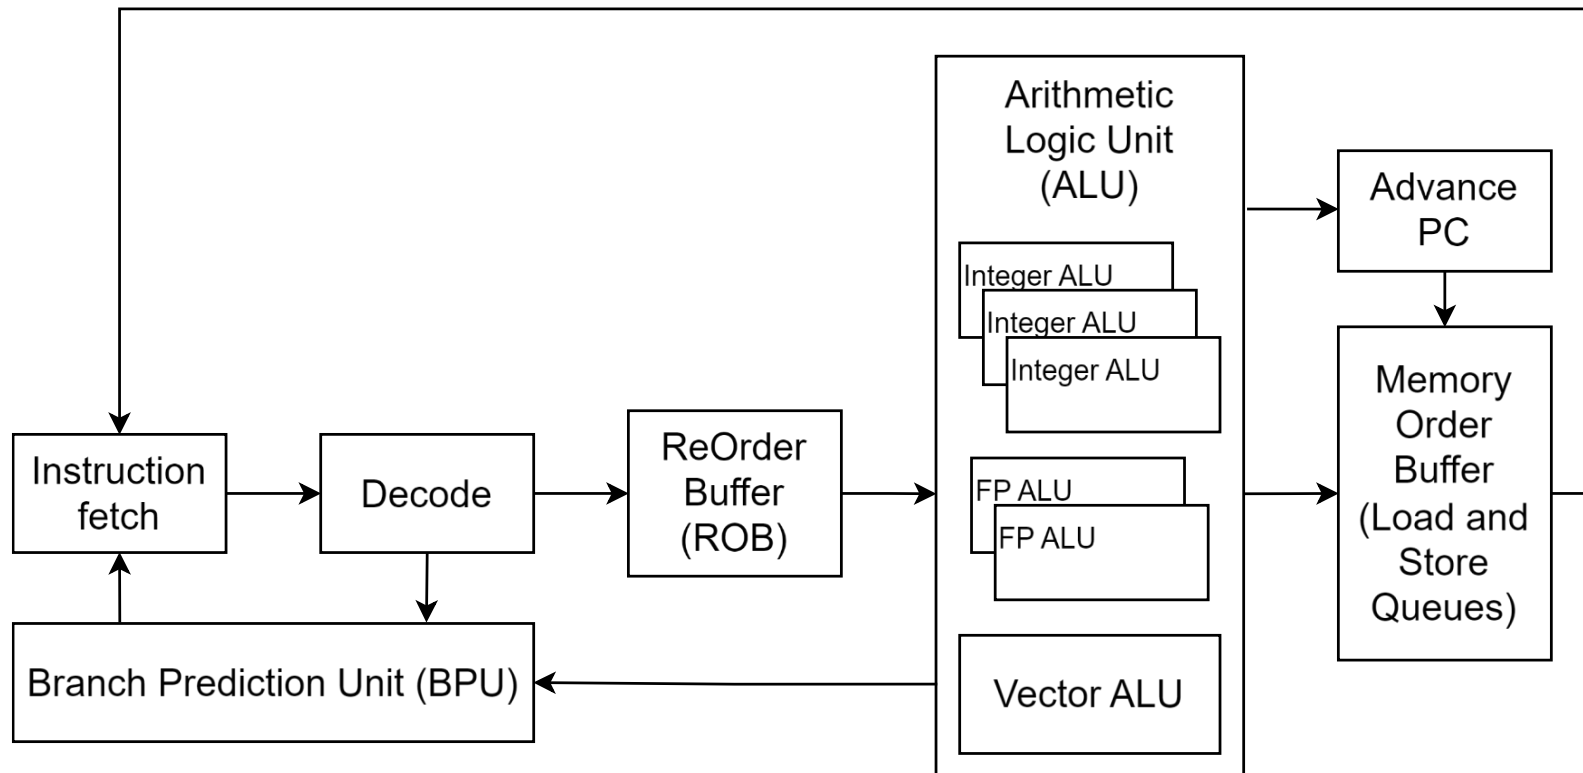 Arithmetic
Logic Unit
(ALU)
Advance
PC
Integer ALU
Integer ALU
Integer ALU
Memory
Order
Buffer
(Load and
Store
Queues)
Instruction
fetch
Decode
ReOrder
Buffer
(ROB)
FP ALU
FP ALU
Branch Prediction Unit (BPU)
Vector ALU